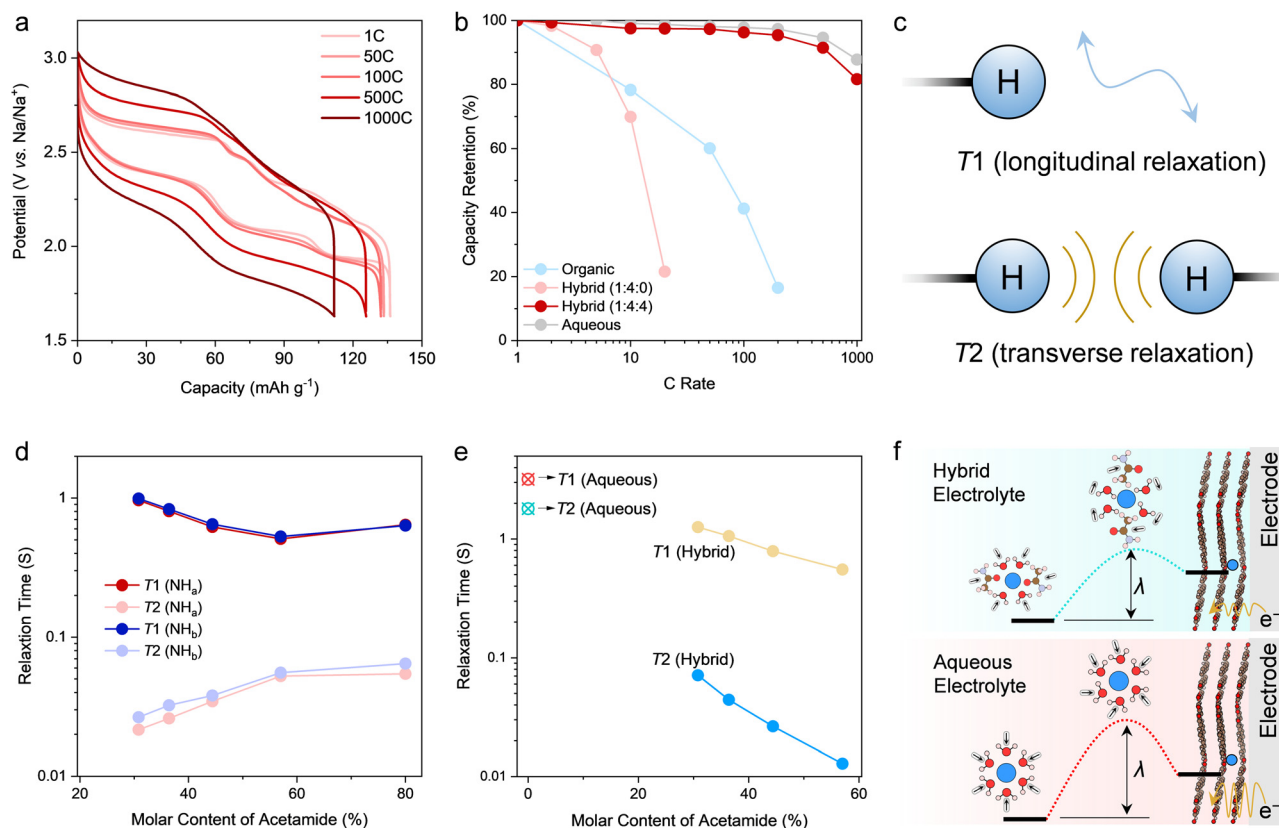 a
3.0
2.5
2.0
1.5
0
30
60
90
120
150
Potential (V vs. Na/Na⁺)
Capacity (mAh g⁻¹)
1C
50C
100C
500C
1000C
b
100
80
60
40
20
0
1
10
100
1000
Capacity Retention (%)
C Rate
Organic
Hybrid (1:4:0)
Hybrid (1:4:4)
Aqueous
c
H
T1 (longitudinal relaxation)
H
H
T2 (transverse relaxation)
d
1
0.1
0.01
20
40
60
80
Relaxtion Time (S)
Molar Content of Acetamide (%)
T1 (NHₐ)
T2 (NHₐ)
T1 (NH_b)
T2 (NH_b)
e
T1 (Aqueous)
T2 (Aqueous)
T1 (Hybrid)
T2 (Hybrid)
1
0.1
0.01
0
20
40
60
Relaxation Time (S)
Molar Content of Acetamide (%)
f
Hybrid
Electrolyte
λ
Electrode
e⁻
Aqueous
Electrolyte
λ
Electrode
e⁻